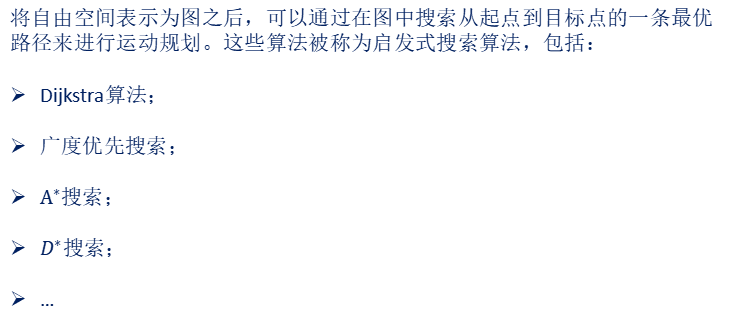 将自由空间表示为图之后，可以通过在图中搜索从起点到目标点的一条最优
路径来进行运动规划。这些算法被称为启发式搜索算法，包括：
➢ Dijkstra算法；
➢ 广度优先搜索；
➢ A*搜索；
➢ D*搜索；
➢ ...